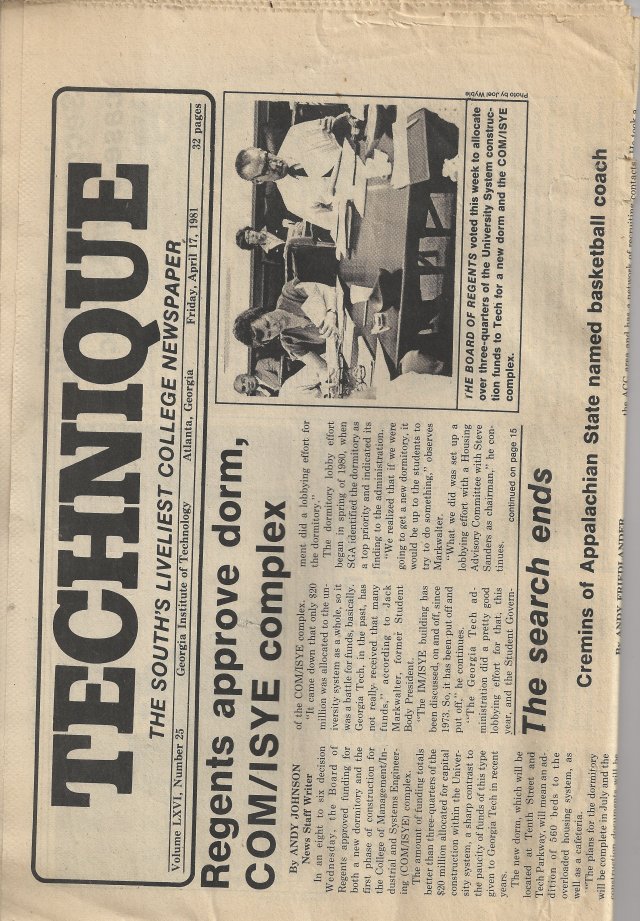 TECHNIQUE
THE SOUTH'S LIVELIEST COLLEGE NEWSPAPER
Volume LXVI, Number 25 Georgia Institute of Technology Atlanta, Georgia Friday, April 17, 1981 32 pages
Regents approve dorm,
COM/ISYE complex
By ANDY JOHNSON
News Staff Writer
In an eight to six decision
Wednesday, the Board of
Regents approved funding for
both a new dormitory and the
first phase of construction for
the College of Management/In-
dustrial and Systems Engineer-
ing (COM/ISYE) complex.
The amount of funding totals
better than three-quarters of the
$20 million allocated for capital
construction within the Univer-
sity system, a sharp contrast to
the paucity of funds of this type
given to Georgia Tech in recent
years.
The new dorm, which will be
located at Tenth Street and
Tech Parkway, will mean an ad-
dition of 560 beds to the
overloaded housing system, as
well as a cafeteria.
"The plans for the dormitory
will be complete in July and the
of the COM/ISYE complex.
"It came down that only $20
million was allocated to the un-
iversity system as a whole, so it
was a battle for funds, basically.
Georgia Tech, in the past, has
not really received that many
funds," according to Jack
Markwalter, former Student
Body President.
"The IM/ISYE building has
been discussed, on and off, since
1973. So it has been put off and
put off." he continues.
"The Georgia Tech ad-
ministration did a pretty good
lobbying effort for that, this
year, and the Student Govern-
ment did a lobbying effort for
the dormitory."
The dormitory lobby effort
began in spring of 1980, when
SGA identified the dormitory as
a top priority and indicated its
finding to the administration.
"We realized that if we were
going to get a new dormitory, it
would be up to the students to
try to do something," observes
Markwalter.
"What we did was set up a
lobbying effort with a Housing
Advisory Committee with Steve
Sanders as chairman," he con-
tinues.
continued on page 15
Photo by Joel Wyble
THE BOARD OF REGENTS voted this week to allocate
over three-quarters of the University System construc-
tion funds to Tech for a new dorm and the COM/ISYE
complex.
The search ends
Cremins of Appalachian State named basketball coach
By ANDY FRIEDLANDER
the ACC area and has a network of recruiting contacts. He took a